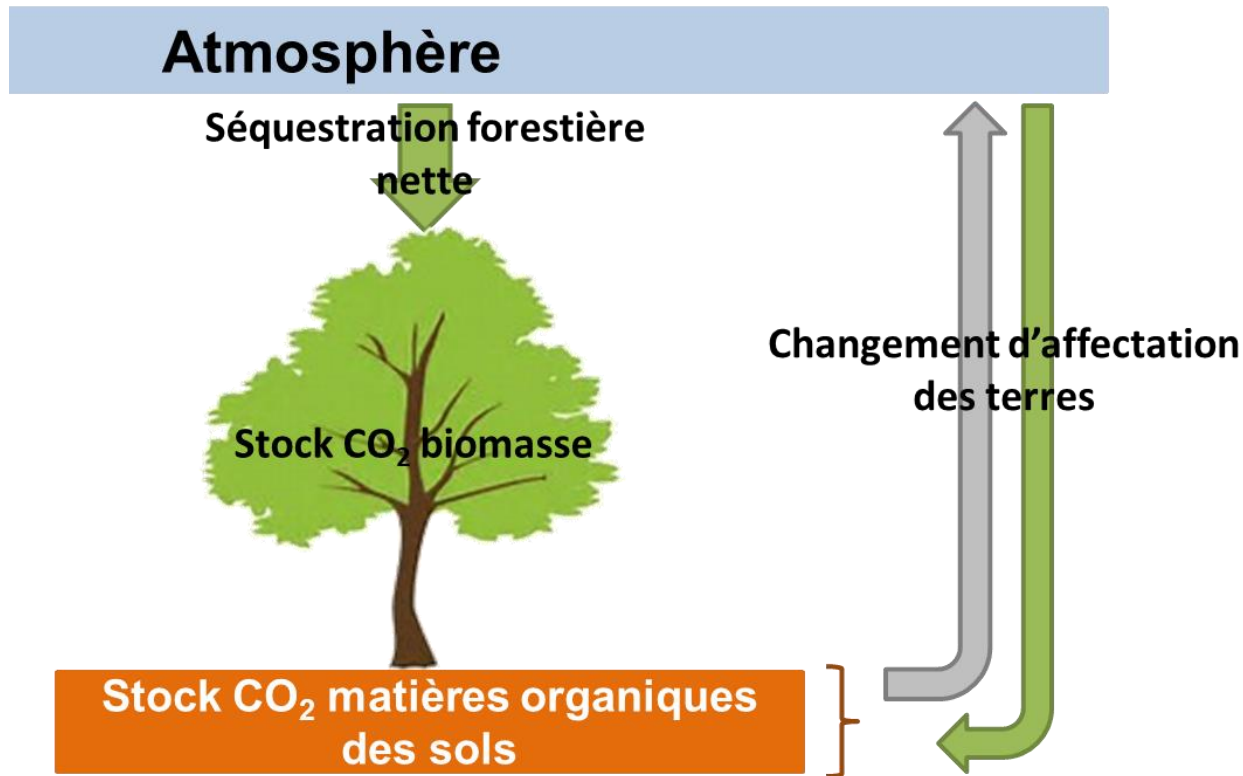 Atmosphère
Séquestration forestière
nette
Changement d’affectation
des terres
Stock CO₂ biomasse
Stock CO₂ matières organiques
des sols